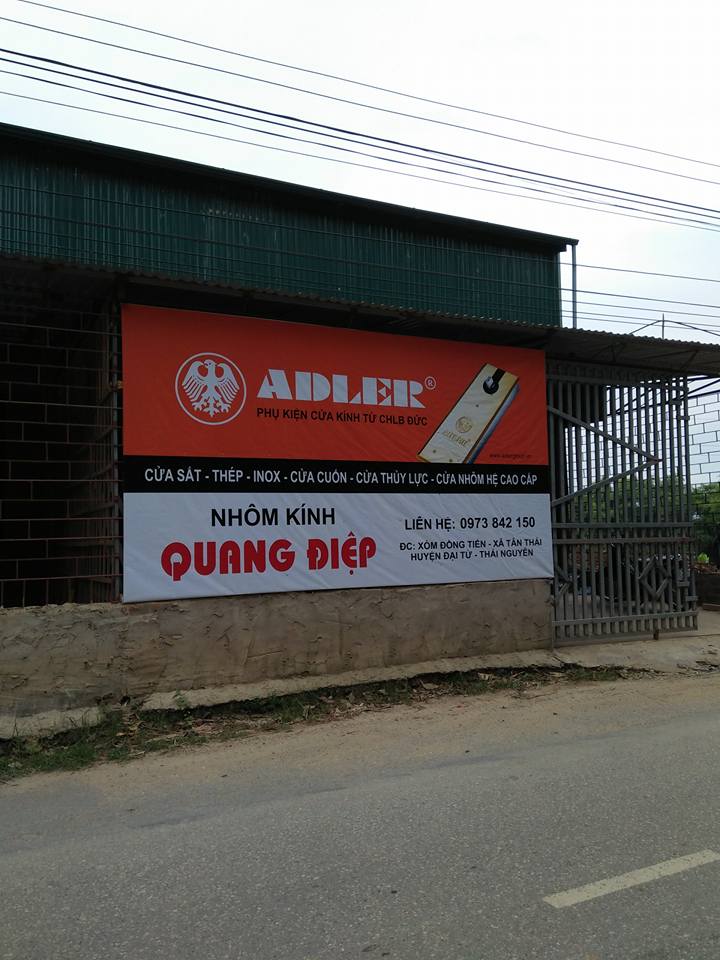 ADLER®
PHỤ KIỆN CỬA KÍNH TỪ CHLB ĐỨC
CỬA SẮT - THÉP - INOX - CỬA CUỐN - CỬA THỦY LỰC - CỬA NHÔM HỆ CAO CẤP
NHÔM KÍNH
QUANG ĐIỆP
LIÊN HỆ: 0973 842 150
ĐC: XÓM ĐỒNG TIẾN - XÃ TÂN THÁI
HUYỆN ĐẠI TỪ - THÁI NGUYÊN